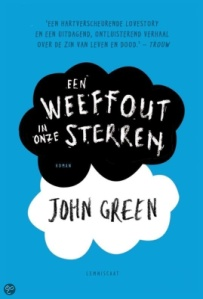 "EEN HARTVERSCHEURENDE LOVESTORY
EN EEN UITDAGEND, ONTLUISTEREND VERHAAL
OVER DE ZIN VAN LEVEN EN DOOD." – TROUW
EEN
WEEFFOUT
IN ONZE
STERREN
ROMAN
JOHN GREEN
LEMNISCAAT